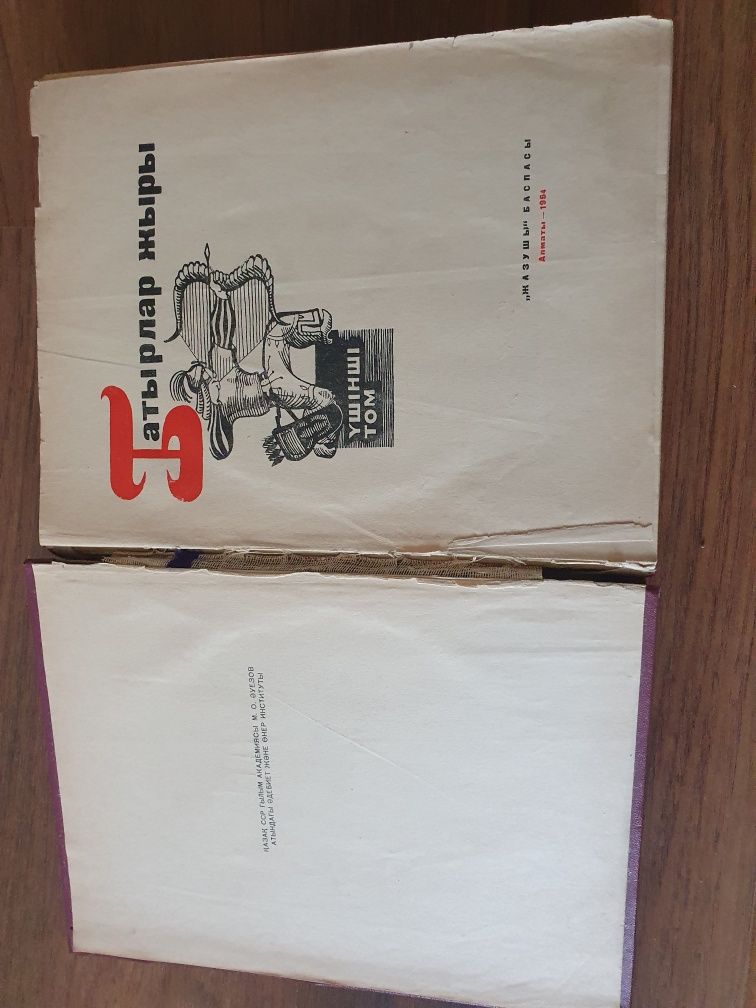 ҚАЗАҚ ССР ҒЫЛЫМ АКАДЕМИЯСЫ М. О. ӘУЕЗОВ
АТЫНДАҒЫ ӘДЕБИЕТ ЖӘНЕ ӨНЕР ИНСТИТУТЫ
Батырлар жыры
ҮШІНШІ
ТОМ
„ЖАЗУШЫ“ БАСПАСЫ
Алматы — 1964